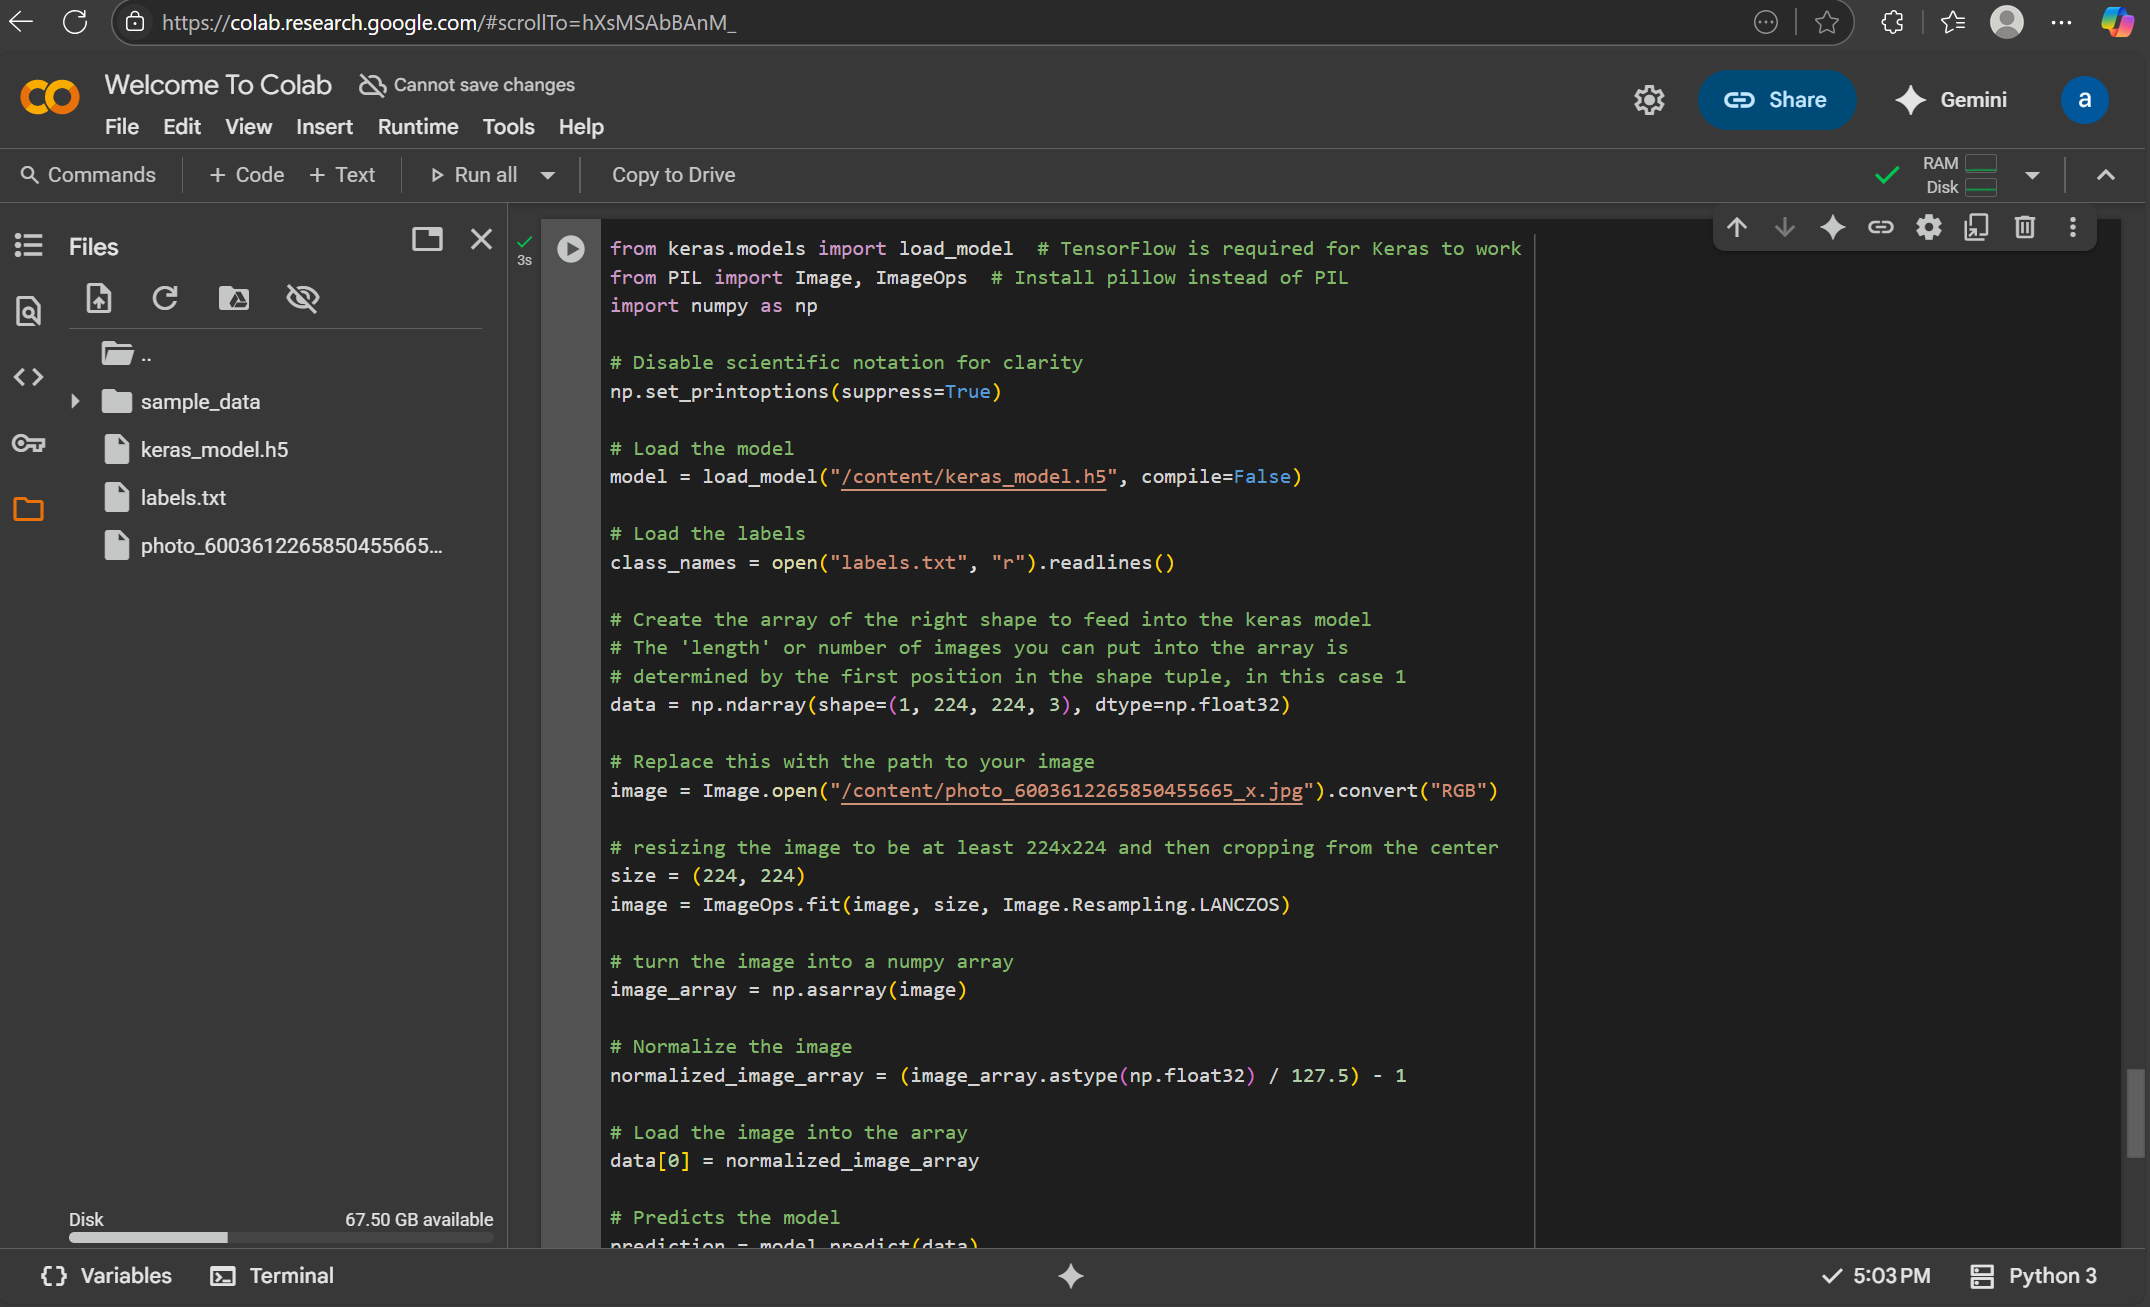 https://colab.research.google.com/#scrollTo=hXsMSAbBAnM_
Welcome To Colab
Cannot save changes
File Edit View Insert Runtime Tools Help
Share
Gemini
a
Commands
+ Code
+ Text
Run all
Copy to Drive
RAM
Disk
Files
..
sample_data
keras_model.h5
labels.txt
photo_6003612265850455665...
Disk
67.50 GB available
3s
from keras.models import load_model  # TensorFlow is required for Keras to work
from PIL import Image, ImageOps  # Install pillow instead of PIL
import numpy as np
# Disable scientific notation for clarity
np.set_printoptions(suppress=True)
# Load the model
model = load_model("/content/keras_model.h5", compile=False)
# Load the labels
class_names = open("labels.txt", "r").readlines()
# Create the array of the right shape to feed into the keras model
# The 'length' or number of images you can put into the array is
# determined by the first position in the shape tuple, in this case 1
data = np.ndarray(shape=(1, 224, 224, 3), dtype=np.float32)
# Replace this with the path to your image
image = Image.open("/content/photo_6003612265850455665_x.jpg").convert("RGB")
# resizing the image to be at least 224x224 and then cropping from the center
size = (224, 224)
image = ImageOps.fit(image, size, Image.Resampling.LANCZOS)
# turn the image into a numpy array
image_array = np.asarray(image)
# Normalize the image
normalized_image_array = (image_array.astype(np.float32) / 127.5) - 1
# Load the image into the array
data[0] = normalized_image_array
# Predicts the model
prediction = model.predict(data)
Variables
Terminal
5:03 PM
Python 3